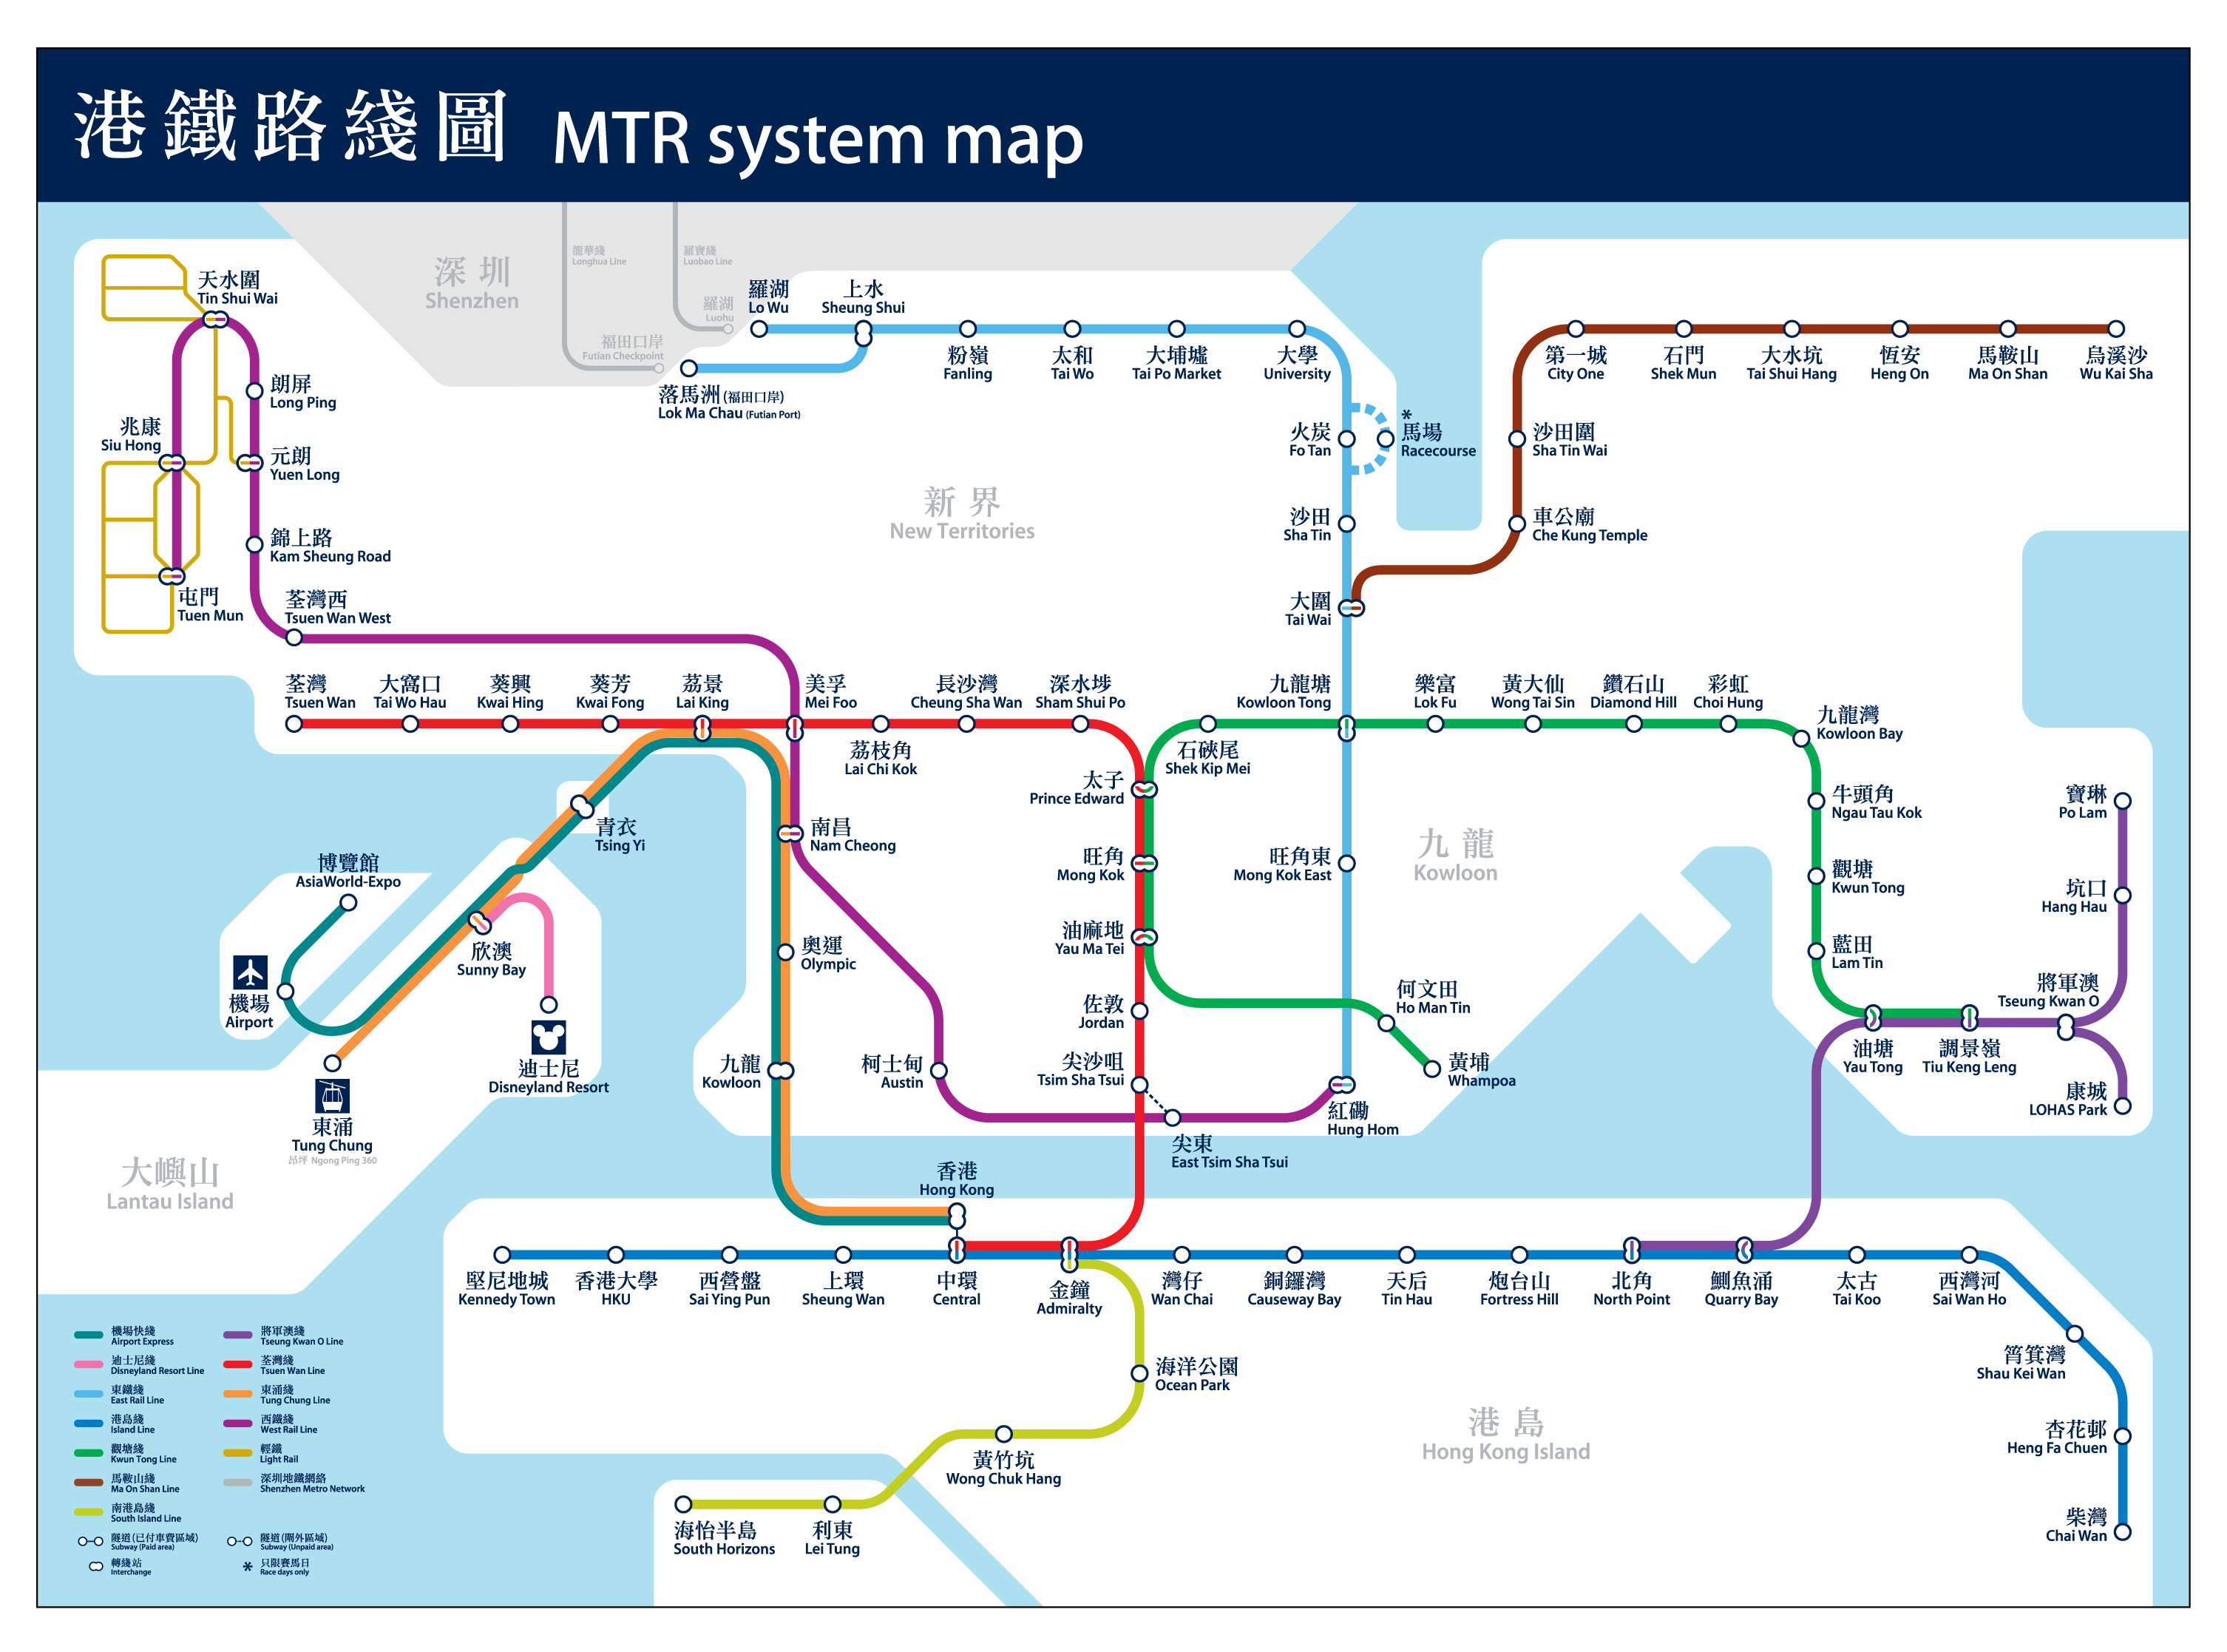 港鐵路綫圖 MTR system map
深圳
Shenzhen
龍華綫
Longhua Line
羅寶綫
Luobao Line
羅湖
Luohu
福田口岸
Futian Checkpoint
天水圍
Tin Shui Wai
朗屏
Long Ping
兆康
Siu Hong
元朗
Yuen Long
錦上路
Kam Sheung Road
屯門
Tuen Mun
荃灣西
Tsuen Wan West
羅湖
Lo Wu
上水
Sheung Shui
落馬洲 (福田口岸)
Lok Ma Chau (Futian Port)
粉嶺
Fanling
太和
Tai Wo
大埔墟
Tai Po Market
大學
University
火炭
Fo Tan
*
馬場
Racecourse
沙田
Sha Tin
大圍
Tai Wai
第一城
City One
石門
Shek Mun
大水坑
Tai Shui Hang
恆安
Heng On
馬鞍山
Ma On Shan
烏溪沙
Wu Kai Sha
沙田圍
Sha Tin Wai
車公廟
Che Kung Temple
新界
New Territories
荃灣
Tsuen Wan
大窩口
Tai Wo Hau
葵興
Kwai Hing
葵芳
Kwai Fong
荔景
Lai King
美孚
Mei Foo
荔枝角
Lai Chi Kok
長沙灣
Cheung Sha Wan
深水埗
Sham Shui Po
石硤尾
Shek Kip Mei
九龍塘
Kowloon Tong
樂富
Lok Fu
黃大仙
Wong Tai Sin
鑽石山
Diamond Hill
彩虹
Choi Hung
九龍灣
Kowloon Bay
牛頭角
Ngau Tau Kok
觀塘
Kwun Tong
藍田
Lam Tin
寶琳
Po Lam
坑口
Hang Hau
將軍澳
Tseung Kwan O
油塘
Yau Tong
調景嶺
Tiu Keng Leng
康城
LOHAS Park
太子
Prince Edward
旺角
Mong Kok
油麻地
Yau Ma Tei
佐敦
Jordan
尖沙咀
Tsim Sha Tsui
尖東
East Tsim Sha Tsui
旺角東
Mong Kok East
九龍
Kowloon
何文田
Ho Man Tin
黃埔
Whampoa
紅磡
Hung Hom
青衣
Tsing Yi
南昌
Nam Cheong
奧運
Olympic
九龍
Kowloon
柯士甸
Austin
博覽館
AsiaWorld-Expo
機場
Airport
欣澳
Sunny Bay
迪士尼
Disneyland Resort
東涌
Tung Chung
昂坪 Ngong Ping 360
大嶼山
Lantau Island
香港
Hong Kong
堅尼地城
Kennedy Town
香港大學
HKU
西營盤
Sai Ying Pun
上環
Sheung Wan
中環
Central
金鐘
Admiralty
灣仔
Wan Chai
銅鑼灣
Causeway Bay
天后
Tin Hau
炮台山
Fortress Hill
北角
North Point
鰂魚涌
Quarry Bay
太古
Tai Koo
西灣河
Sai Wan Ho
筲箕灣
Shau Kei Wan
杏花邨
Heng Fa Chuen
柴灣
Chai Wan
海洋公園
Ocean Park
黃竹坑
Wong Chuk Hang
利東
Lei Tung
海怡半島
South Horizons
港島
Hong Kong Island
機場快綫
Airport Express
迪士尼綫
Disneyland Resort Line
東鐵綫
East Rail Line
港島綫
Island Line
觀塘綫
Kwun Tong Line
馬鞍山綫
Ma On Shan Line
南港島綫
South Island Line
隧道(已付車費區域)
Subway (Paid area)
轉綫站
Interchange
將軍澳綫
Tseung Kwan O Line
荃灣綫
Tsuen Wan Line
東涌綫
Tung Chung Line
西鐵綫
West Rail Line
輕鐵
Light Rail
深圳地鐵網絡
Shenzhen Metro Network
隧道(閘外區域)
Subway (Unpaid area)
* 只限賽馬日
Race days only